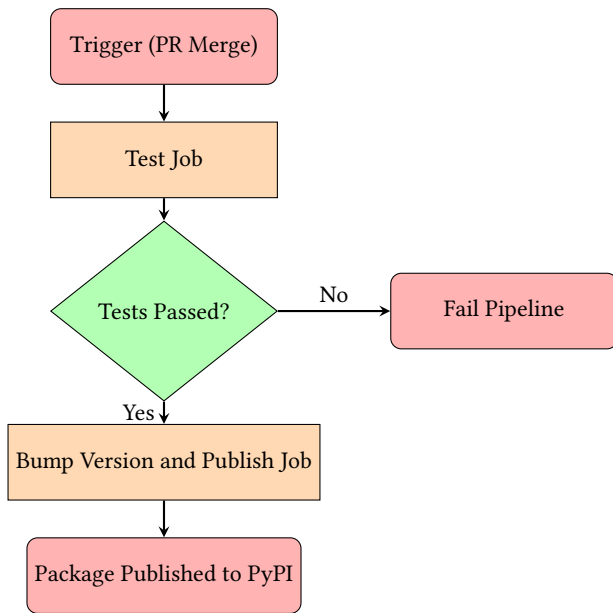 Trigger (PR Merge)
Test Job
Tests Passed?
No
Fail Pipeline
Yes
Bump Version and Publish Job
Package Published to PyPI